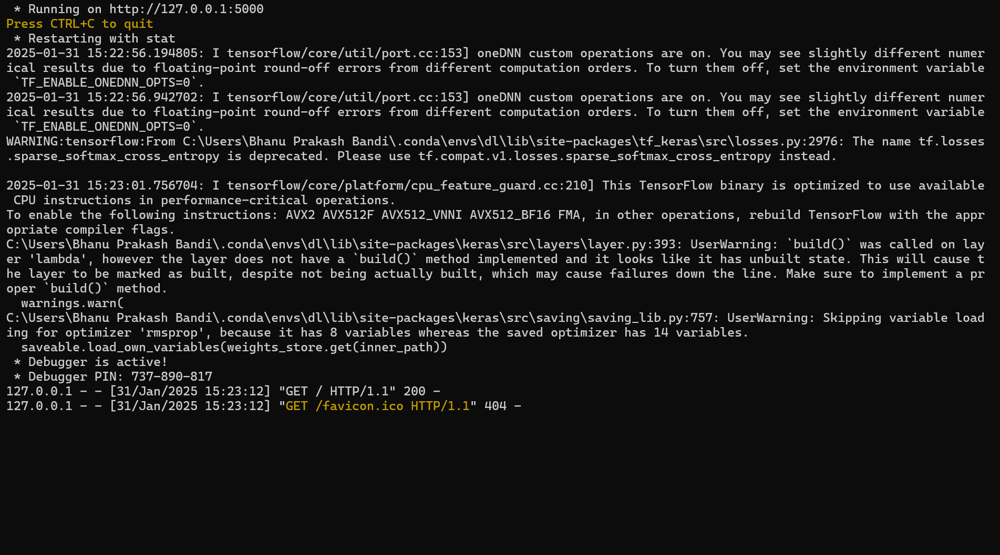 * Running on http://127.0.0.1:5000
Press CTRL+C to quit
 * Restarting with stat
2025-01-31 15:22:56.194805: I tensorflow/core/util/port.cc:153] oneDNN custom operations are on. You may see slightly different numer
ical results due to floating-point round-off errors from different computation orders. To turn them off, set the environment variable
 `TF_ENABLE_ONEDNN_OPTS=0`.
2025-01-31 15:22:56.942702: I tensorflow/core/util/port.cc:153] oneDNN custom operations are on. You may see slightly different numer
ical results due to floating-point round-off errors from different computation orders. To turn them off, set the environment variable
 `TF_ENABLE_ONEDNN_OPTS=0`.
WARNING:tensorflow:From C:\Users\Bhanu Prakash Bandi\.conda\envs\dl\lib\site-packages\tf_keras\src\losses.py:2976: The name tf.losses
.sparse_softmax_cross_entropy is deprecated. Please use tf.compat.v1.losses.sparse_softmax_cross_entropy instead.

2025-01-31 15:23:01.756704: I tensorflow/core/platform/cpu_feature_guard.cc:210] This TensorFlow binary is optimized to use available
 CPU instructions in performance-critical operations.
To enable the following instructions: AVX2 AVX512F AVX512_VNNI AVX512_BF16 FMA, in other operations, rebuild TensorFlow with the appr
opriate compiler flags.
C:\Users\Bhanu Prakash Bandi\.conda\envs\dl\lib\site-packages\keras\src\layers\layer.py:393: UserWarning: `build()` was called on lay
er 'lambda', however the layer does not have a `build()` method implemented and it looks like it has unbuilt state. This will cause t
he layer to be marked as built, despite not being actually built, which may cause failures down the line. Make sure to implement a pr
oper `build()` method.
  warnings.warn(
C:\Users\Bhanu Prakash Bandi\.conda\envs\dl\lib\site-packages\keras\src\saving\saving_lib.py:757: UserWarning: Skipping variable load
ing for optimizer 'rmsprop', because it has 8 variables whereas the saved optimizer has 14 variables.
  saveable.load_own_variables(weights_store.get(inner_path))
 * Debugger is active!
 * Debugger PIN: 737-890-817
127.0.0.1 - - [31/Jan/2025 15:23:12] "GET / HTTP/1.1" 200 -
127.0.0.1 - - [31/Jan/2025 15:23:12] "GET /favicon.ico HTTP/1.1" 404 -